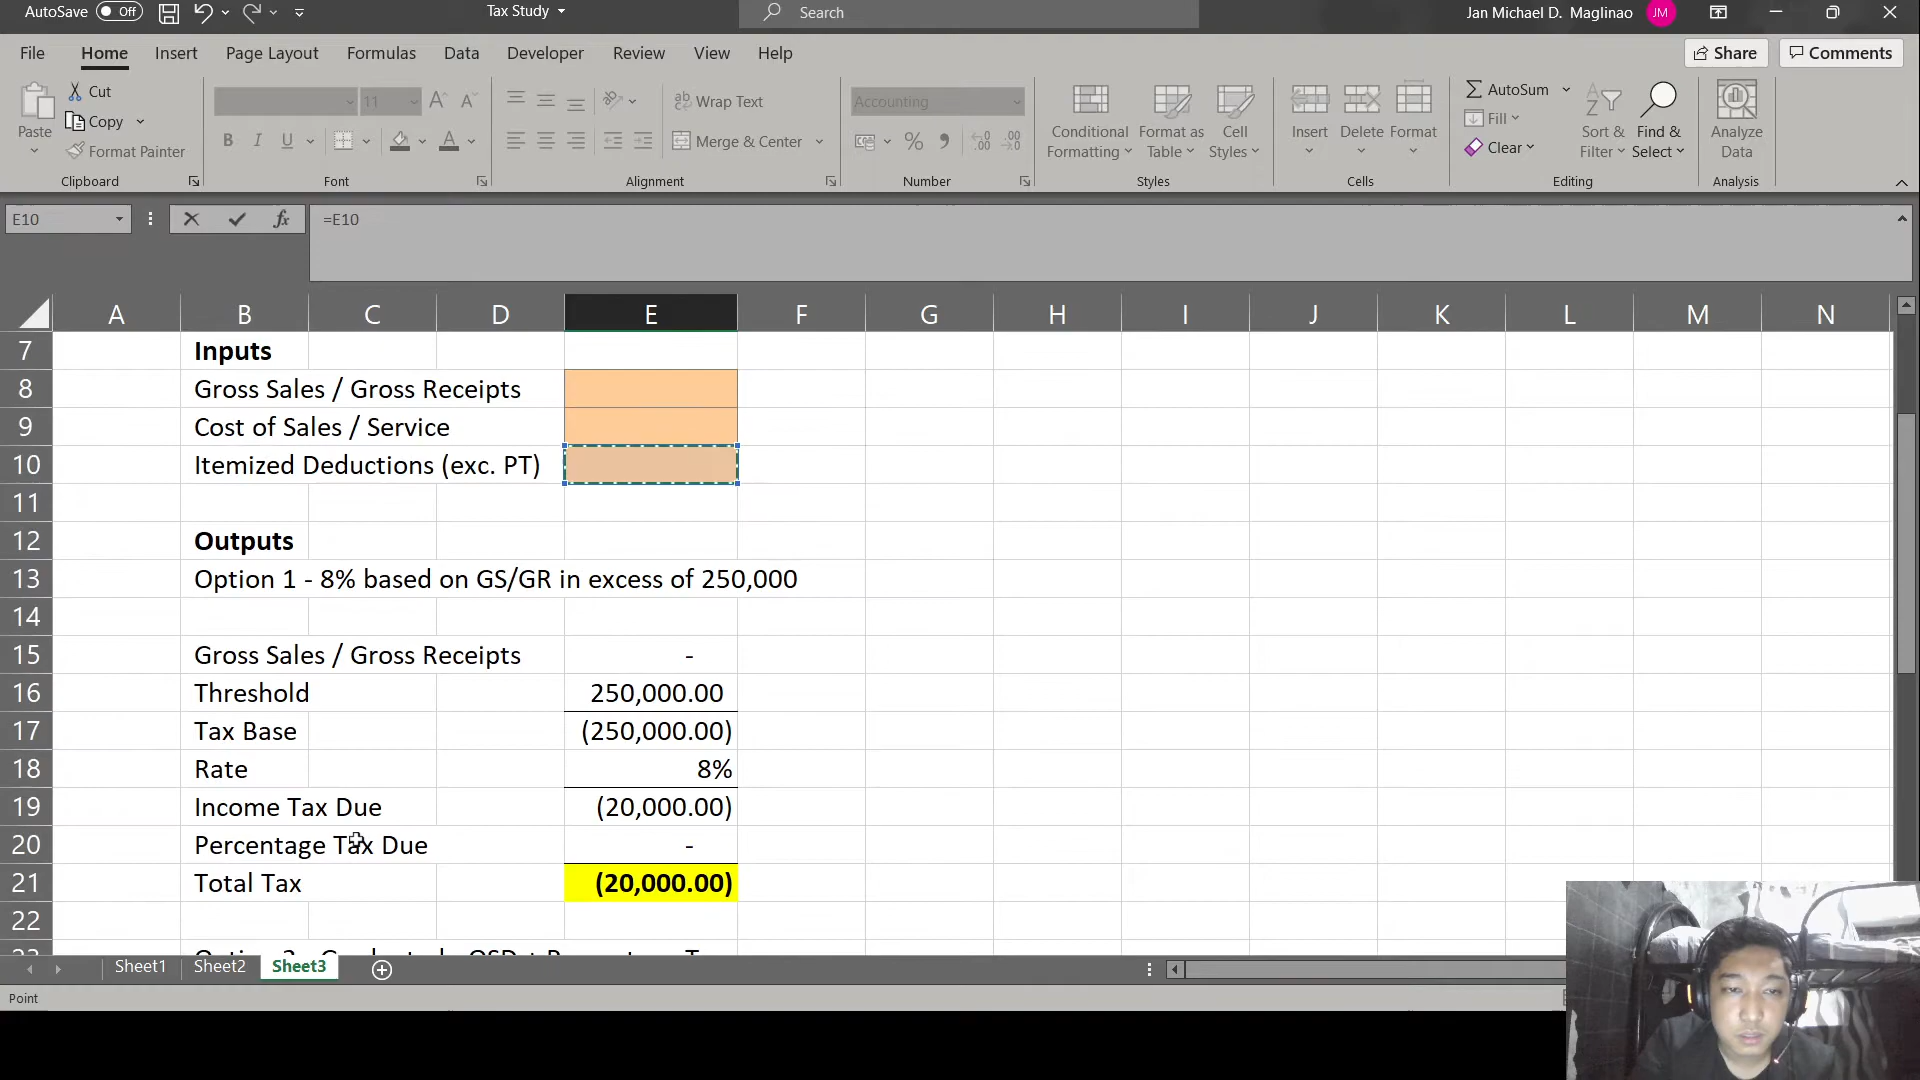 AutoSave Off Tax Study Search Jan Michael D. Maglinao JM
File Home Insert Page Layout Formulas Data Developer Review View Help Share Comments
Paste Cut Copy Format Painter Clipboard
11 A A B I U A Font
ab Wrap Text Merge & Center Alignment
Accounting % Number
Conditional Formatting Format as Table Cell Styles Styles
Insert Delete Format Cells
AutoSum Fill Clear Sort & Filter Find & Select Editing
Analyze Data Analysis
E10 fx =E10
A B C D E F G H I J K L M N
7 Inputs
8 Gross Sales / Gross Receipts
9 Cost of Sales / Service
10 Itemized Deductions (exc. PT)
11
12 Outputs
13 Option 1 - 8% based on GS/GR in excess of 250,000
14
15 Gross Sales / Gross Receipts -
16 Threshold 250,000.00
17 Tax Base (250,000.00)
18 Rate 8%
19 Income Tax Due (20,000.00)
20 Percentage Tax Due -
21 Total Tax (20,000.00)
22
Sheet1 Sheet2 Sheet3
Point